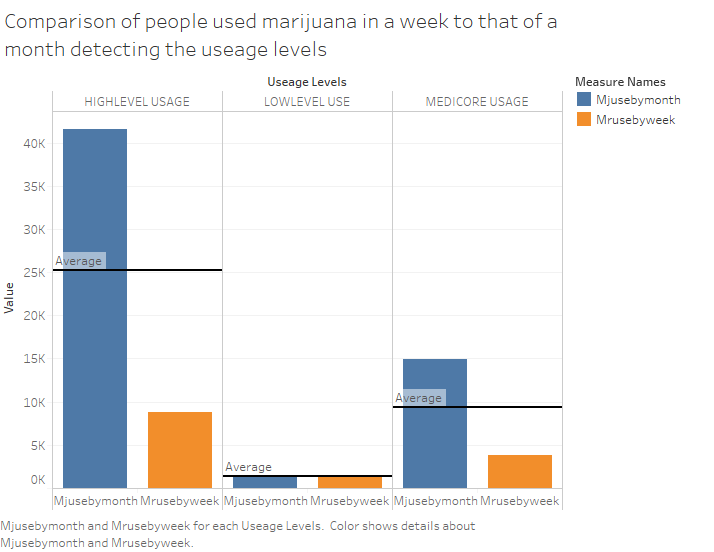 Comparison of people used marijuana in a week to that of a
month detecting the useage levels
Useage Levels
HIGHLEVEL USAGE LOWLEVEL USE MEDICORE USAGE
Measure Names
Mjusebymonth
Mrusebyweek
Value
40K
35K
30K
25K
20K
15K
10K
5K
0K
Average
Average
Average
Mjusebymonth Mrusebyweek Mjusebymonth Mrusebyweek Mjusebymonth Mrusebyweek
Mjusebymonth and Mrusebyweek for each Useage Levels. Color shows details about
Mjusebymonth and Mrusebyweek.